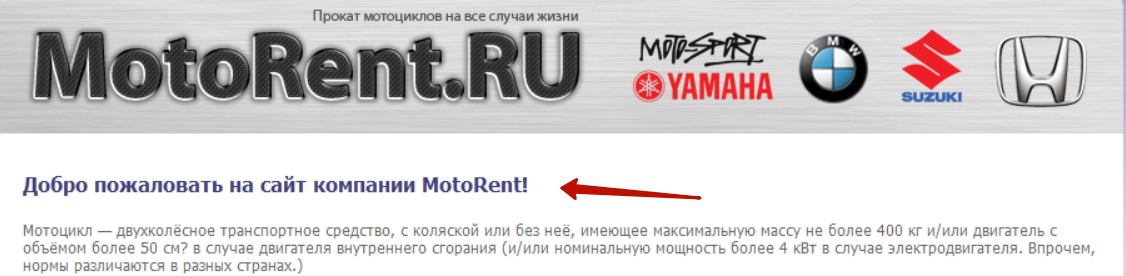 Прокат мотоциклов на все случаи жизни
MotoRent.RU
MOTO-SPORT
YAMAHA
BMW
SUZUKI
Добро пожаловать на сайт компании MotoRent!
Мотоцикл — двухколёсное транспортное средство, с коляской или без неё, имеющее максимальную массу не более 400 кг и/или двигатель с
объёмом более 50 см? в случае двигателя внутреннего сгорания (и/или номинальную мощность более 4 кВт в случае электродвигателя. Впрочем,
нормы различаются в разных странах.)